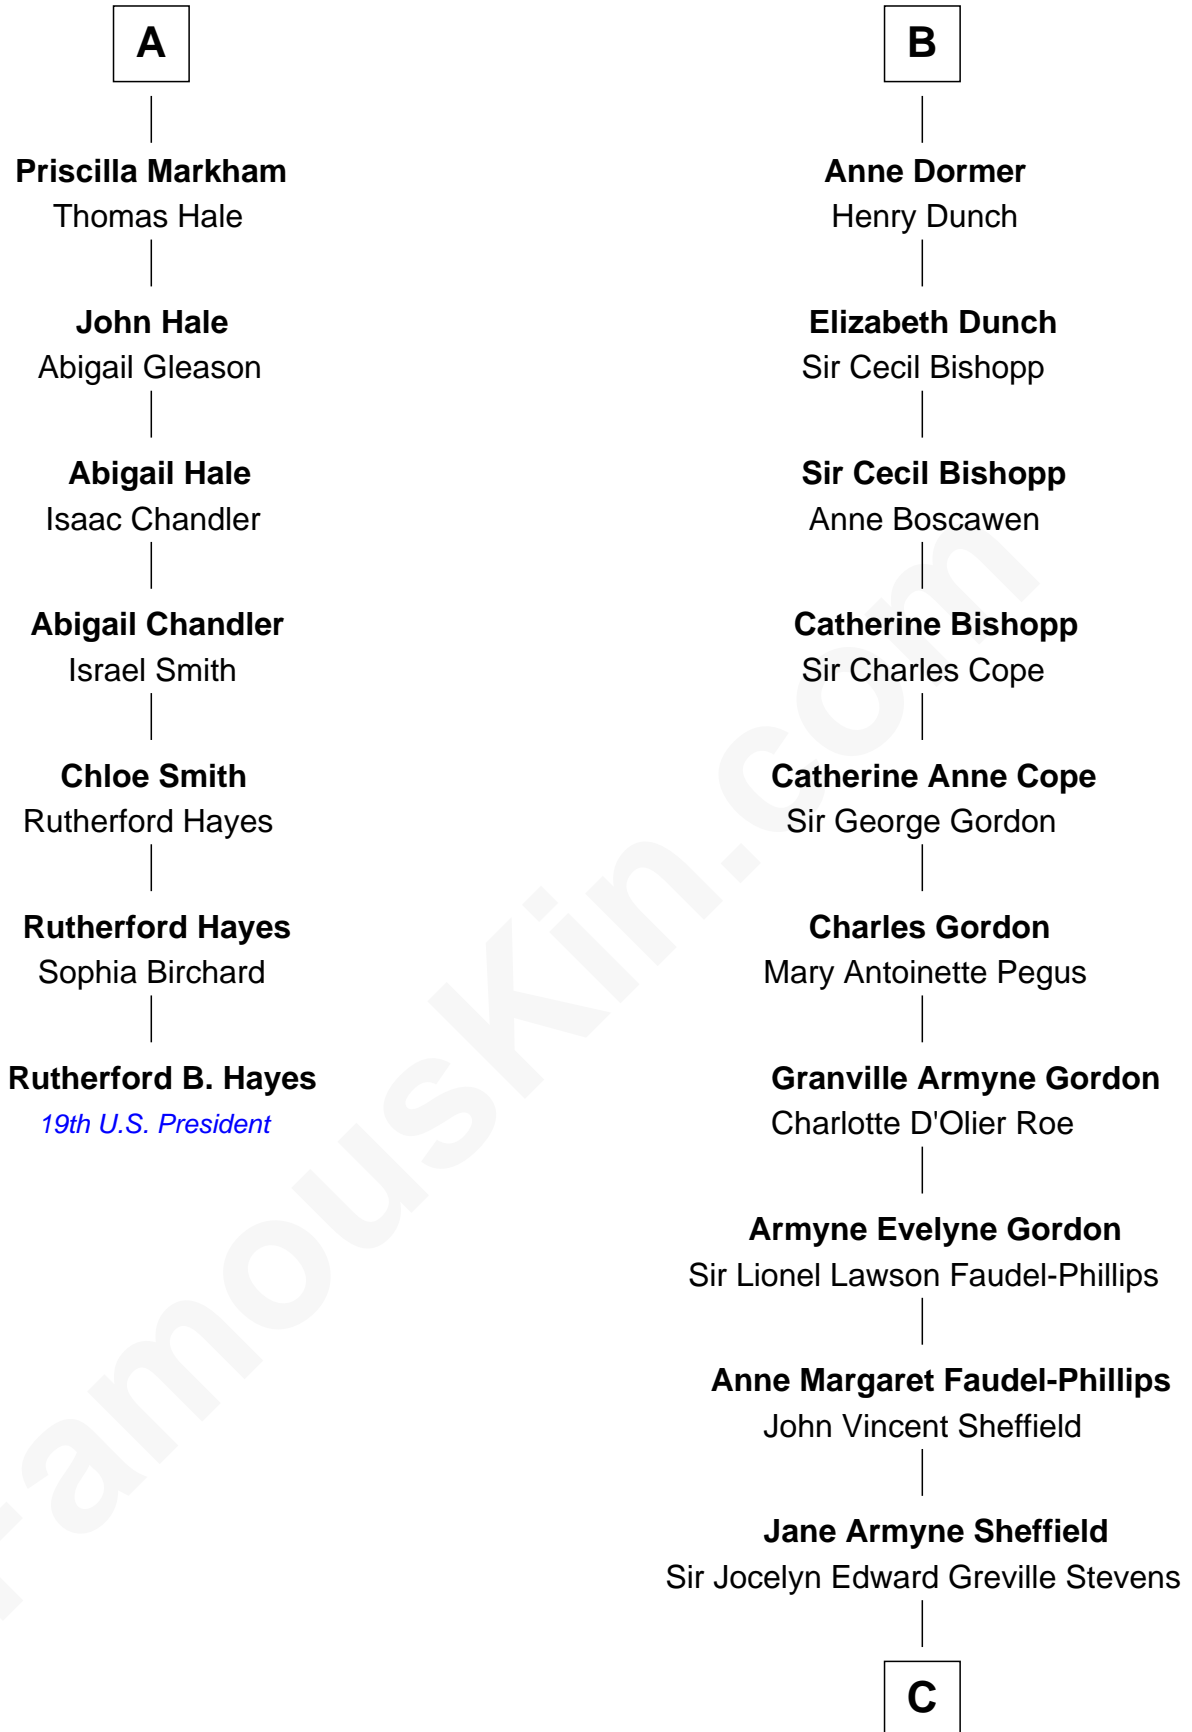 A
Priscilla Markham
Thomas Hale
John Hale
Abigail Gleason
Abigail Hale
Isaac Chandler
Abigail Chandler
Israel Smith
Chloe Smith
Rutherford Hayes
Rutherford Hayes
Sophia Birchard
Rutherford B. Hayes
19th U.S. President
B
Anne Dormer
Henry Dunch
Elizabeth Dunch
Sir Cecil Bishopp
Sir Cecil Bishopp
Anne Boscawen
Catherine Bishopp
Sir Charles Cope
Catherine Anne Cope
Sir George Gordon
Charles Gordon
Mary Antoinette Pegus
Granville Armyne Gordon
Charlotte D'Olier Roe
Armyne Evelyne Gordon
Sir Lionel Lawson Faudel-Phillips
Anne Margaret Faudel-Phillips
John Vincent Sheffield
Jane Armyne Sheffield
Sir Jocelyn Edward Greville Stevens
C
FamousKin.com